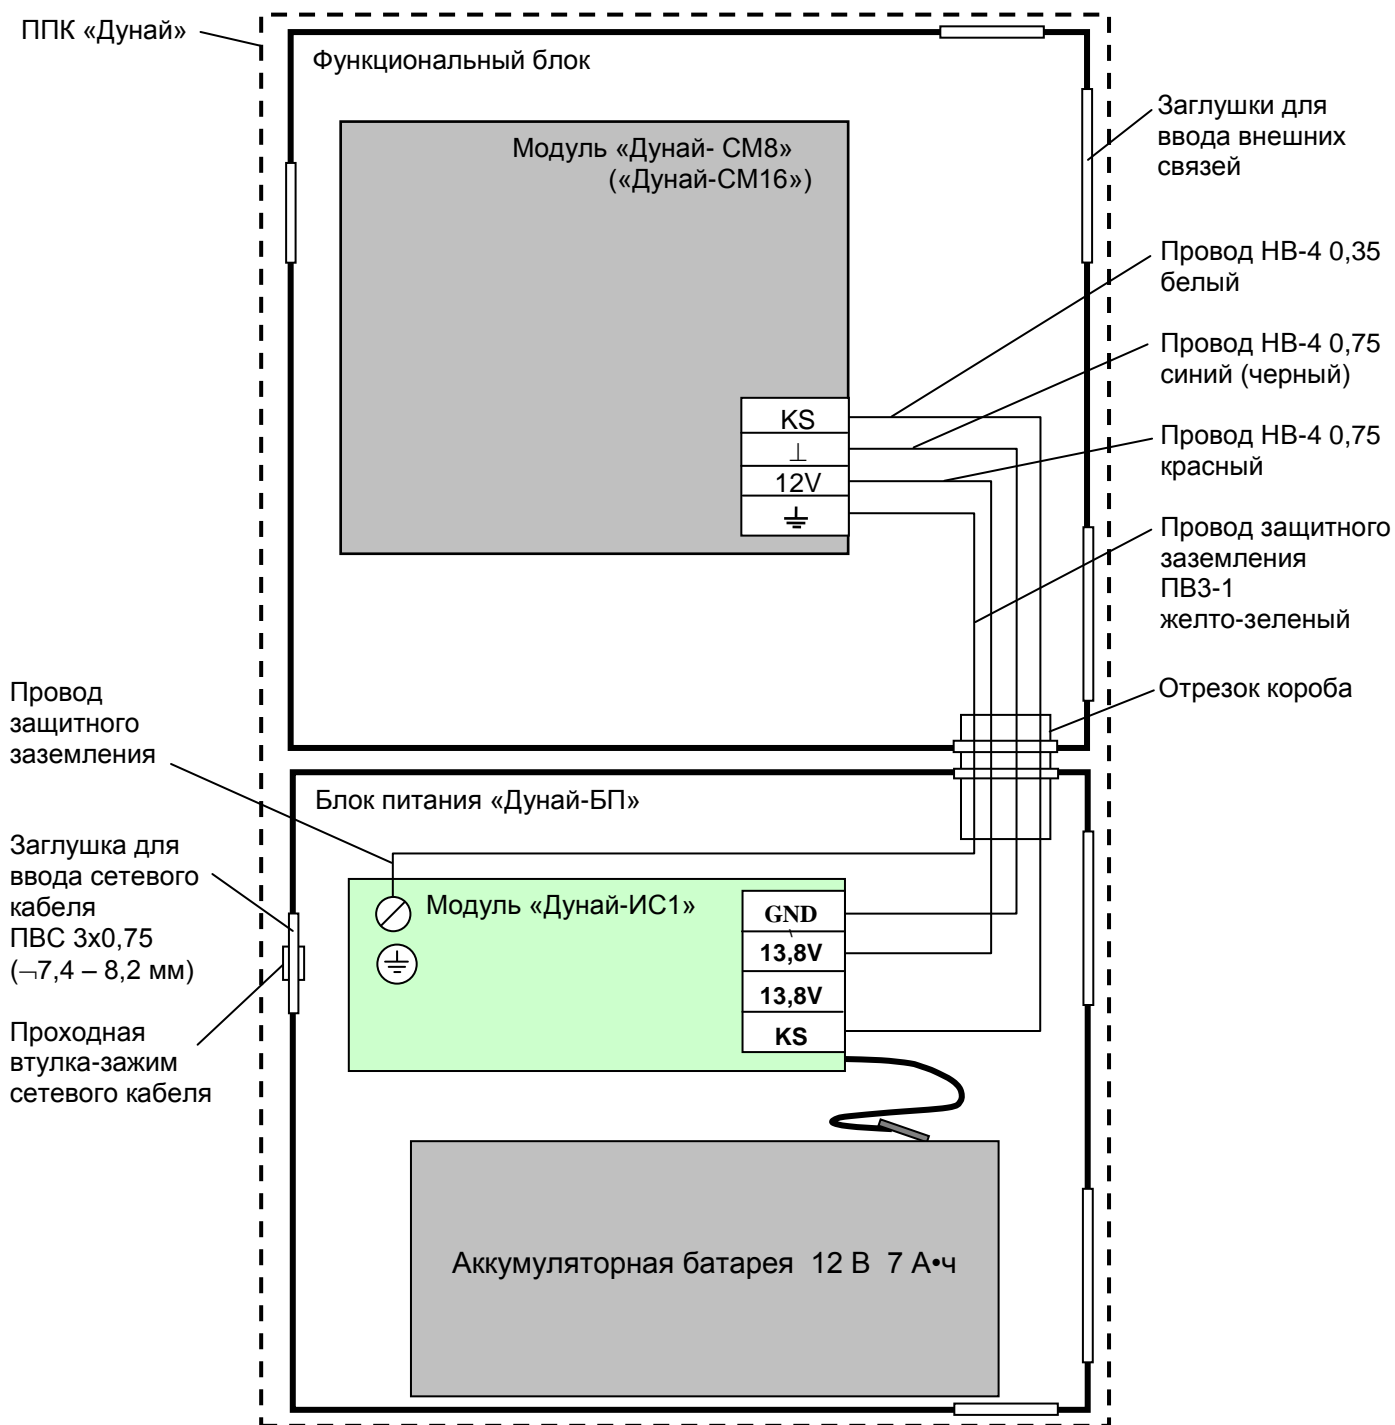 ППК «Дунай»
Функциональный блок
Модуль «Дунай- СМ8»
(«Дунай-СМ16»)
KS
⊥
12V
⏚
Заглушки для
ввода внешних
связей
Провод НВ-4 0,35
белый
Провод НВ-4 0,75
синий (черный)
Провод НВ-4 0,75
красный
Провод защитного
заземления
ПВ3-1
желто-зеленый
Отрезок короба
Провод
защитного
заземления
Блок питания «Дунай-БП»
Заглушка для
ввода сетевого
кабеля
ПВС 3х0,75
(¬7,4 – 8,2 мм)
Проходная
втулка-зажим
сетевого кабеля
Модуль «Дунай-ИС1»
GND
\
13,8V
13,8V
KS
Аккумуляторная батарея 12 В 7 А•ч